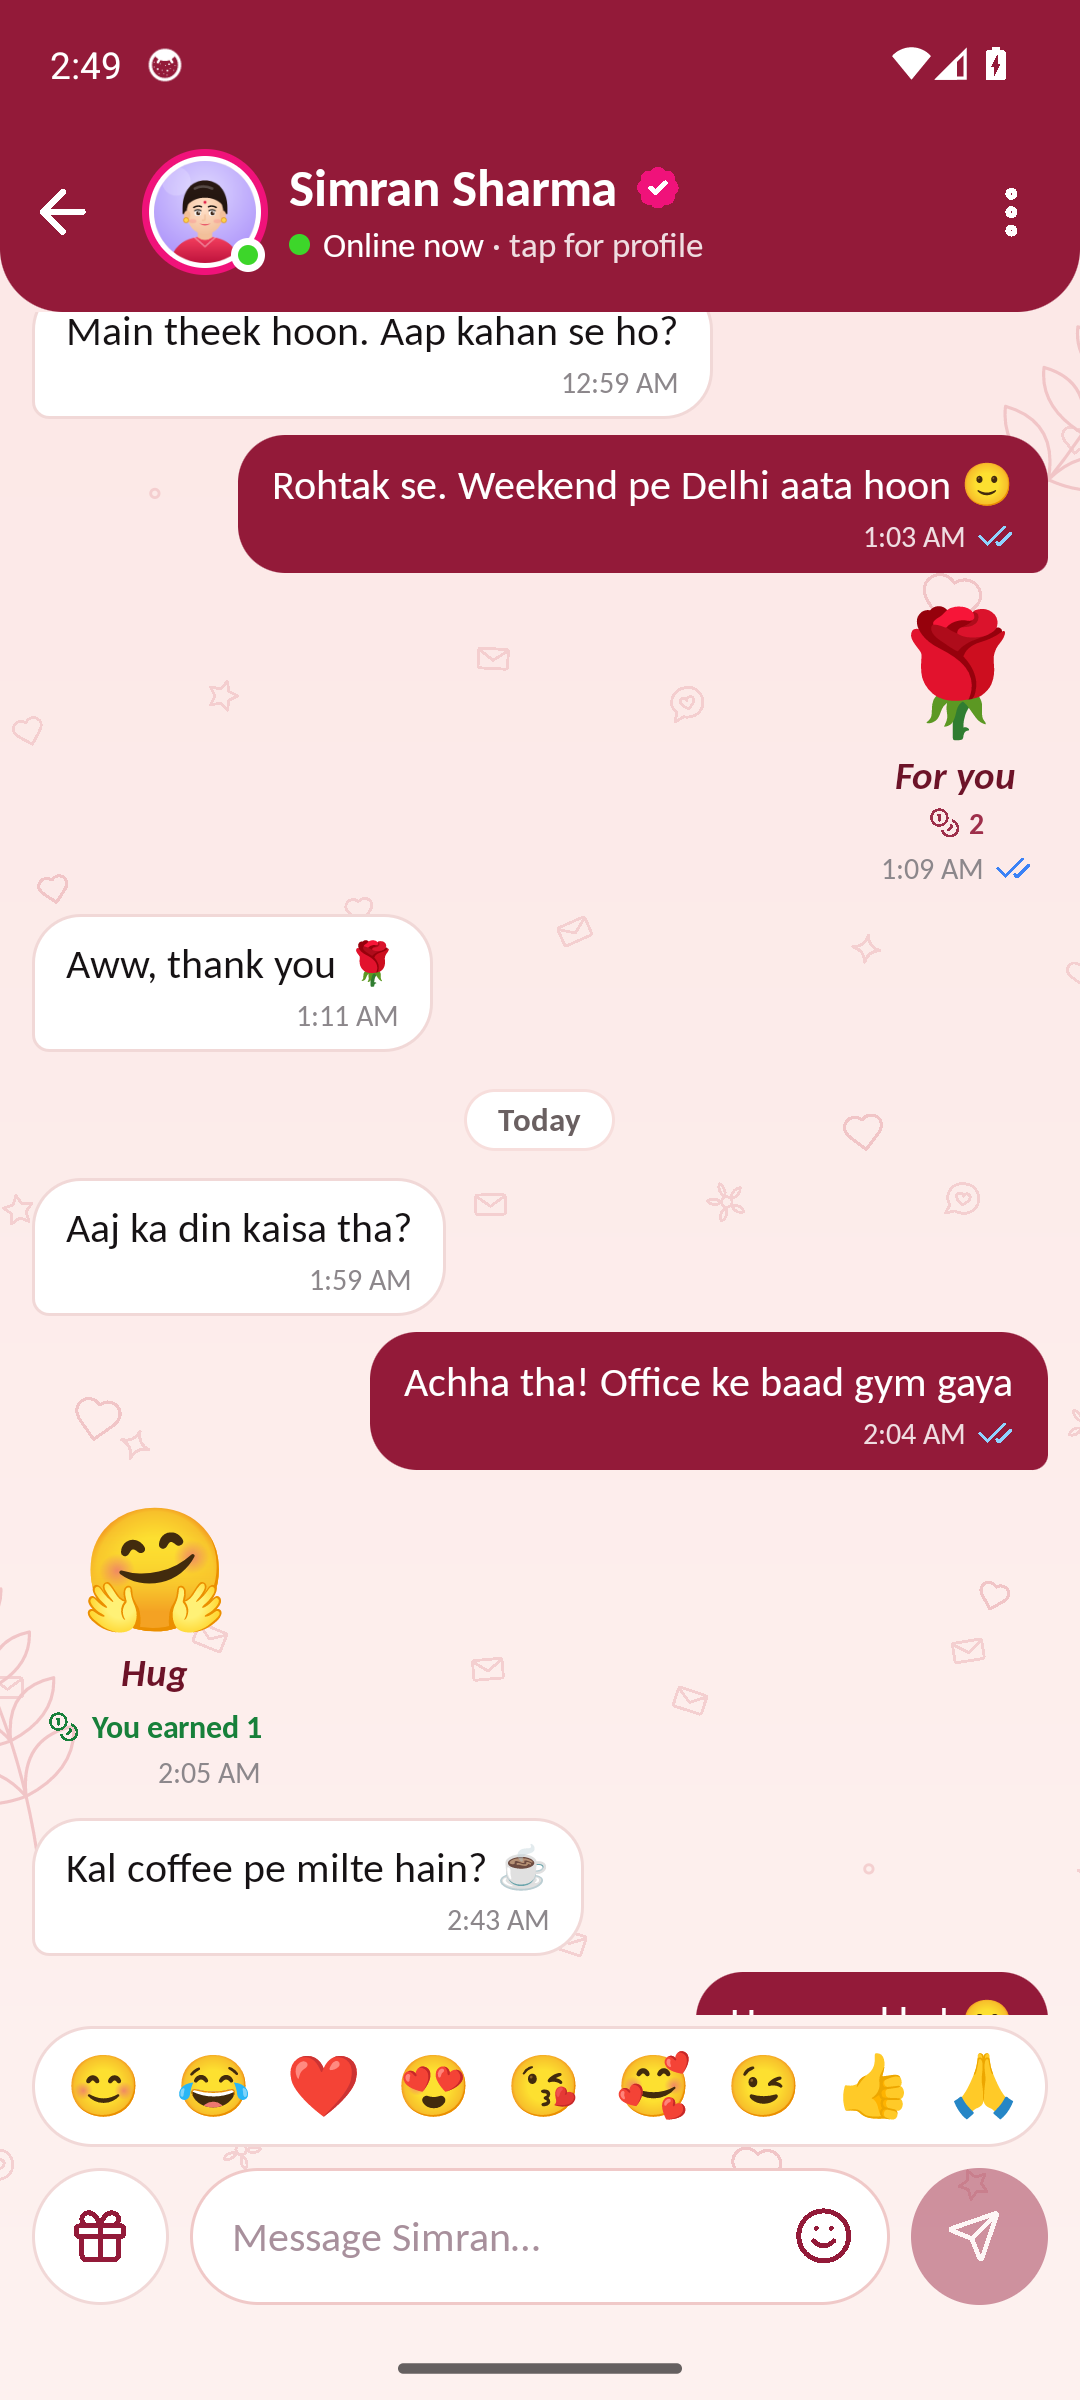 2:49
Simran Sharma
Online now · tap for profile
Main theek hoon. Aap kahan se ho?
12:59 AM
Rohtak se. Weekend pe Delhi aata hoon 🙂
1:03 AM
For you
2
1:09 AM
Aww, thank you 🌹
1:11 AM
Today
Aaj ka din kaisa tha?
1:59 AM
Achha tha! Office ke baad gym gaya
2:04 AM
Hug
You earned 1
2:05 AM
Kal coffee pe milte hain? ☕
2:43 AM
😊 😂 ❤️ 😍 😘 🥰 😉 👍 🙏
Message Simran...